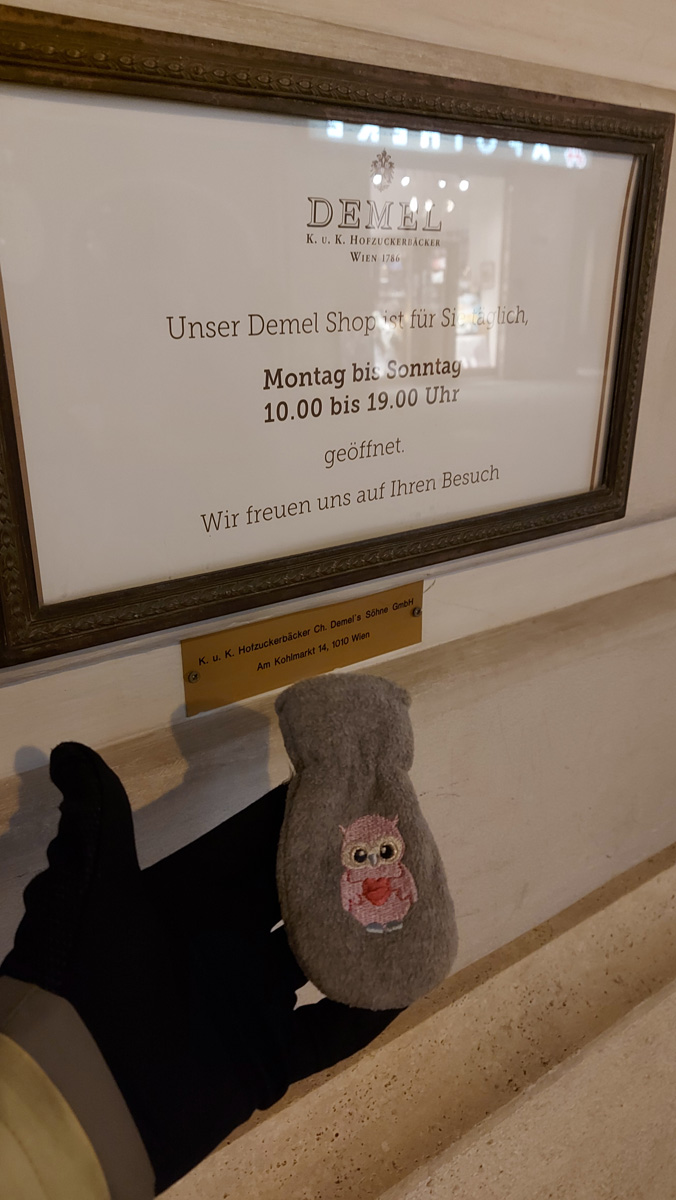 APOTHEKE
DEMEL
K. u. K. Hofzuckerbäcker
Wien 1786
Unser Demel Shop ist für Sie täglich,
Montag bis Sonntag
10.00 bis 19.00 Uhr
geöffnet.
Wir freuen uns auf Ihren Besuch
K. u. K. Hofzuckerbäcker Ch. Demel´s Söhne GmbH
Am Kohlmarkt 14, 1010 Wien